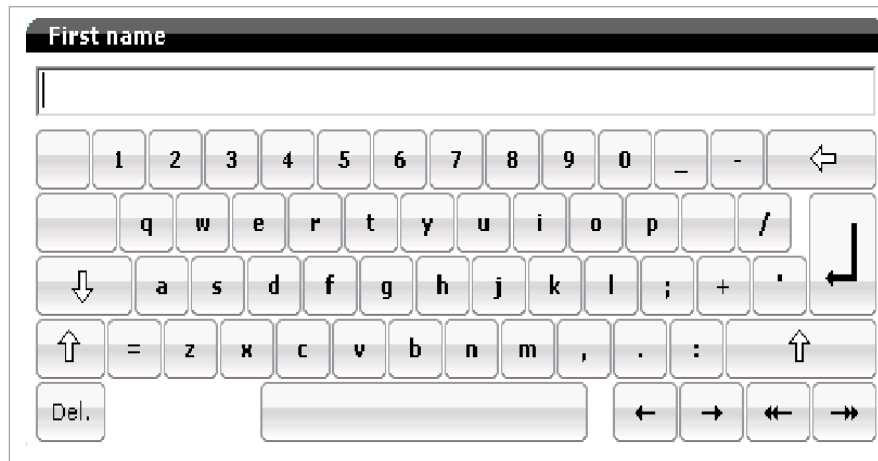 First name
1 2 3 4 5 6 7 8 9 0 _ - ⇦
q w e r t y u i o p /
⇩ a s d f g h j k l ; + ' ↵
⇧ = z x c v b n m , . : ⇧
Del. ← → ↞ ↠